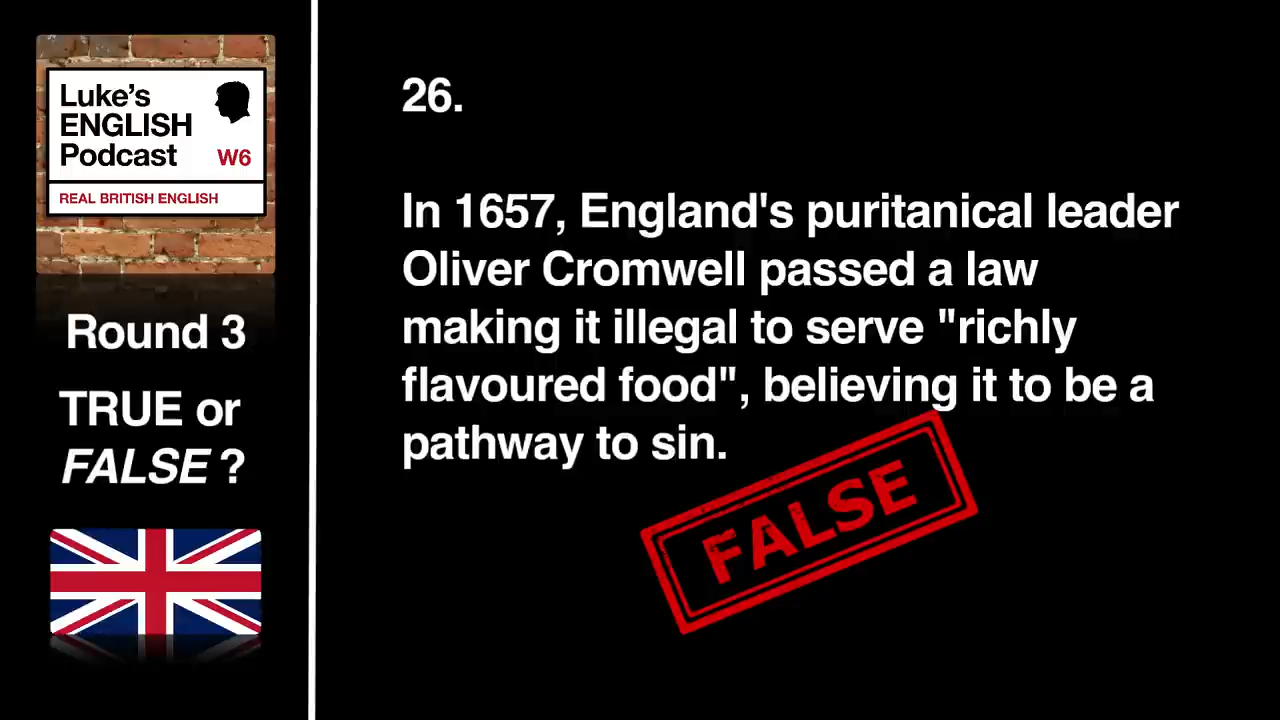 Luke's
ENGLISH
Podcast
W6
REAL BRITISH ENGLISH
Round 3
TRUE or
FALSE ?
26.
In 1657, England's puritanical leader
Oliver Cromwell passed a law
making it illegal to serve "richly
flavoured food", believing it to be a
pathway to sin.
FALSE